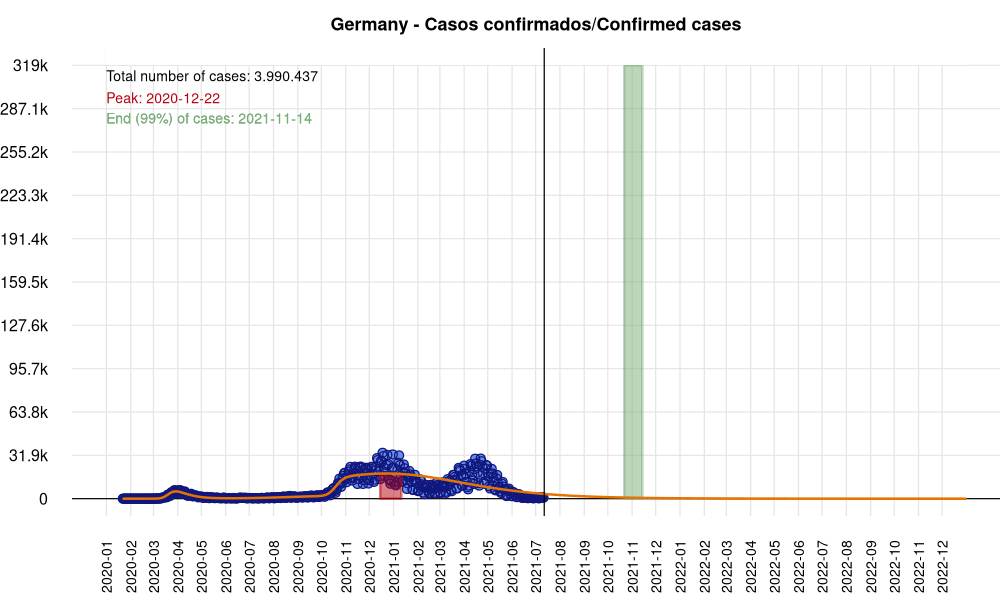 Germany - Casos confirmados/Confirmed cases
319k
Total number of cases: 3.990.437
Peak: 2020-12-22
287.1k
End (99%) of cases: 2021-11-14
255.2k
223.3k
191.4k
159.5k
127.6k
95.7k
63.8k
31.9k
0
2020-01
2020-02
2020-03
2020-04
2020-05
2020-06
2020-07
2020-08
2020-09
2020-10
2020-11
2020-12
2021-01
2021-02
2021-03
2021-04
2021-05
2021-06
2021-07
2021-08
2021-09
2021-10
2021-11
2021-12
2022-01
2022-02
2022-03
2022-04
2022-05
2022-06
2022-07
2022-08
2022-09
2022-10
2022-11
2022-12